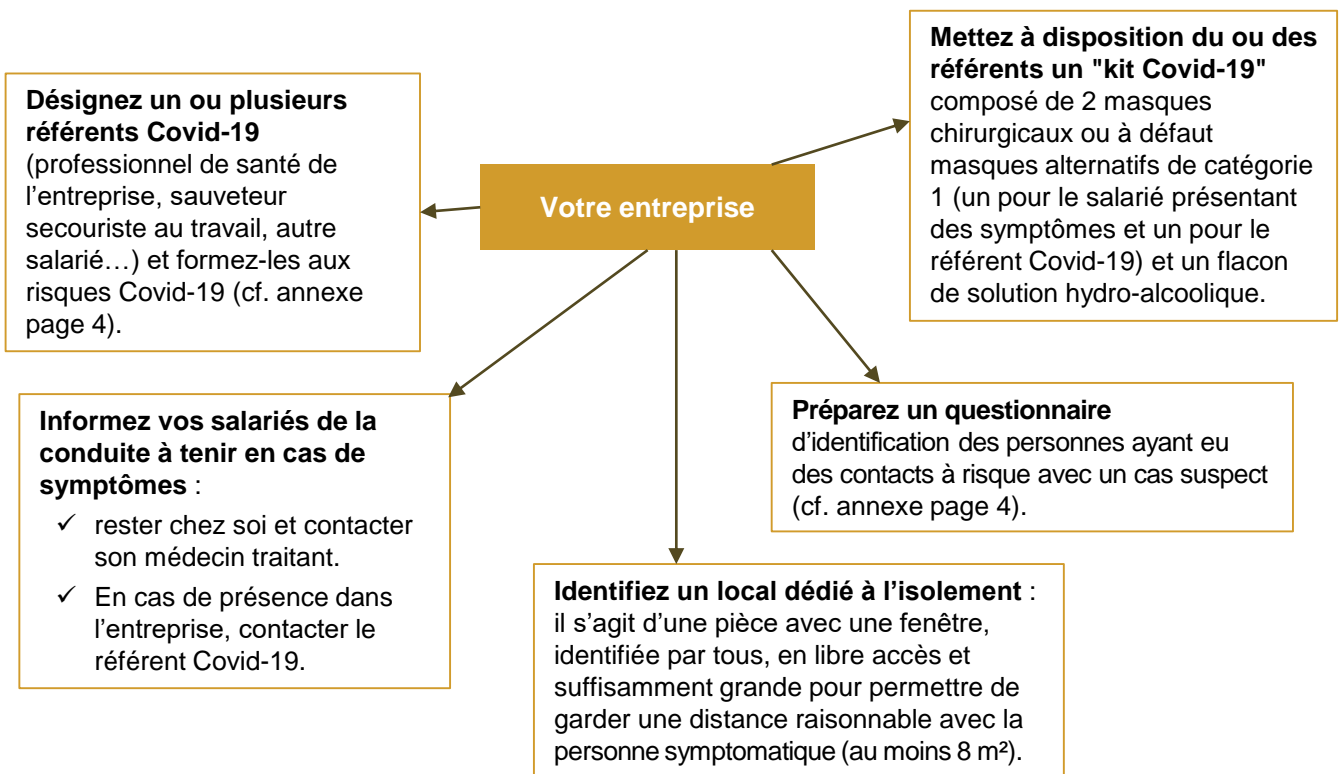 Désignez un ou plusieurs
référents Covid-19
(professionnel de santé de
l’entreprise, sauveteur
secouriste au travail, autre
salarié…) et formez-les aux
risques Covid-19 (cf. annexe
page 4).
Votre entreprise
Mettez à disposition du ou des
référents un "kit Covid-19"
composé de 2 masques
chirurgicaux ou à défaut
masques alternatifs de catégorie
1 (un pour le salarié présentant
des symptômes et un pour le
référent Covid-19) et un flacon
de solution hydro-alcoolique.
Informez vos salariés de la
conduite à tenir en cas de
symptômes :
✓ rester chez soi et contacter
son médecin traitant.
✓ En cas de présence dans
l’entreprise, contacter le
référent Covid-19.
Préparez un questionnaire
d’identification des personnes ayant eu
des contacts à risque avec un cas suspect
(cf. annexe page 4).
Identifiez un local dédié à l’isolement :
il s’agit d’une pièce avec une fenêtre,
identifiée par tous, en libre accès et
suffisamment grande pour permettre de
garder une distance raisonnable avec la
personne symptomatique (au moins 8 m²).